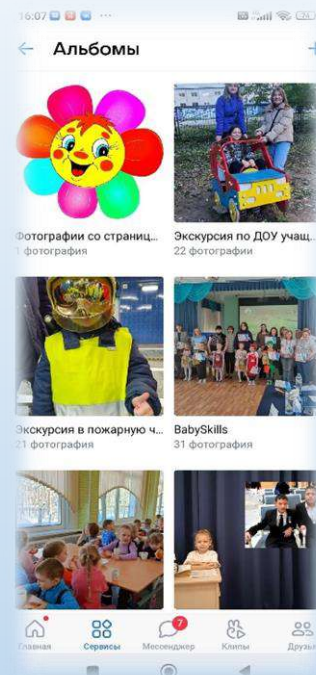 16:07
Альбомы
Фотографии со страниц...
1 фотография
Экскурсия по ДОУ учащ...
22 фотографии
Экскурсия в пожарную ч...
21 фотография
BabySkills
31 фотография
7
Главная
Сервисы
Мессенджер
Клипы
Друзья